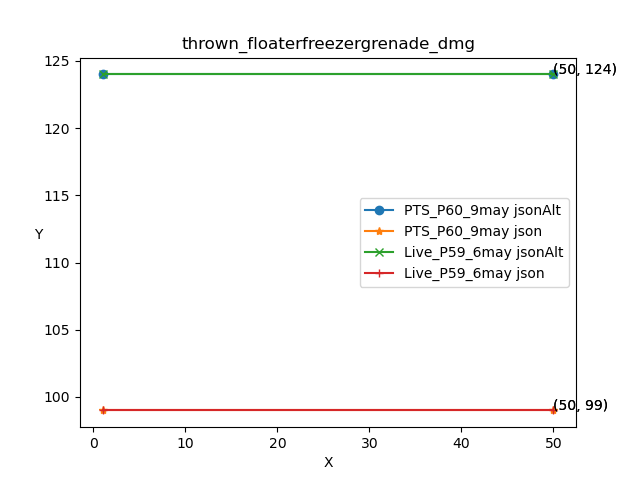 thrown_floaterfreezergrenade_dmg
125
120
115
110
105
100
Y
(50, 124)
PTS_P60_9may jsonAlt
PTS_P60_9may json
Live_P59_6may jsonAlt
Live_P59_6may json
(50, 99)
0 10 20 30 40 50
X